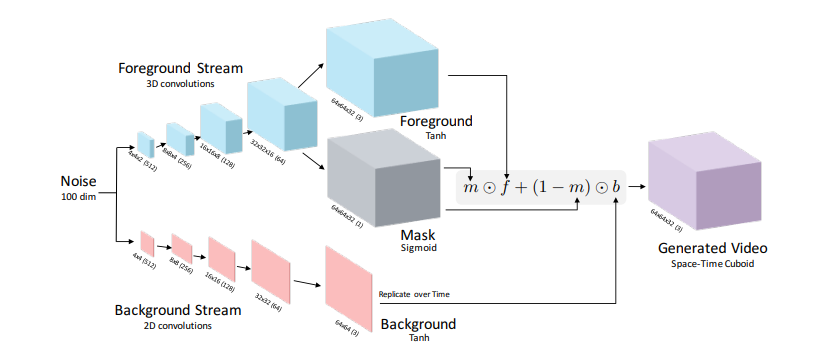 Foreground Stream
3D convolutions
4x4x2 (512)
8x8x4 (256)
16x16x8 (128)
32x32x16 (64)
64x64x32 (3)
Foreground
Tanh
64x64x32 (1)
Mask
Sigmoid
Noise
100 dim
m ⊙ f + (1 − m) ⊙ b
64x64x32 (3)
Generated Video
Space-Time Cuboid
4x4 (512)
8x8 (256)
16x16 (128)
32x32 (64)
64x64 (3)
Background Stream
2D convolutions
Replicate over Time
Background
Tanh